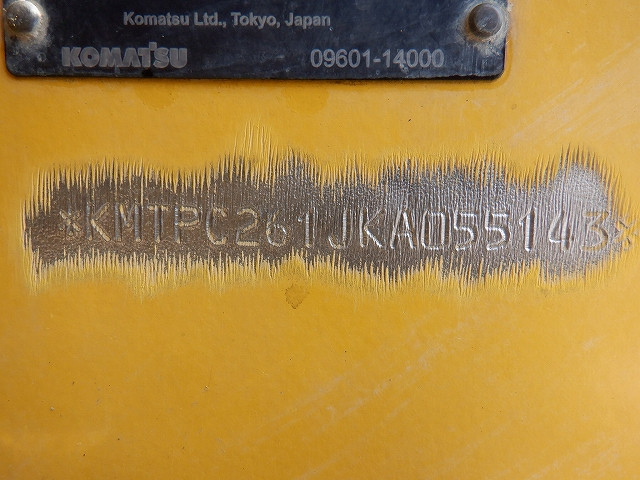 Komatsu Ltd., Tokyo, Japan
KOMATSU 09601-14000
*KMTPC261JKA055143*